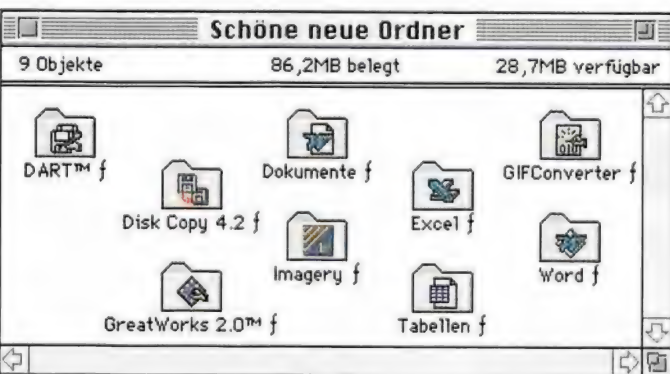 Schöne neue Ordner
9 Objekte 86,2MB belegt 28,7MB verfügbar
DART™ ƒ
Dokumente ƒ
GIFConverter ƒ
Disk Copy 4.2 ƒ
Excel ƒ
Imagery ƒ
Word ƒ
GreatWorks 2.0™ ƒ
Tabellen ƒ